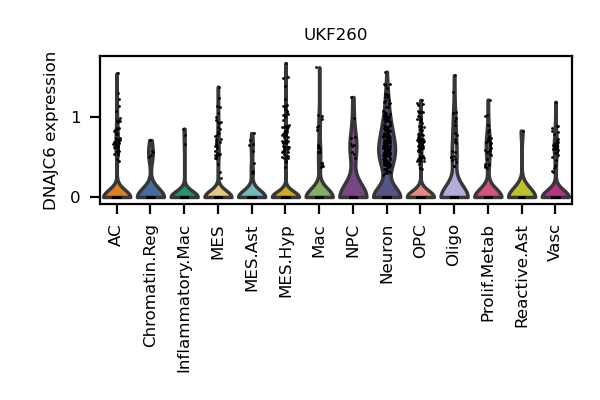 UKF260
DNAJC6 expression
1
0
AC
Chromatin.Reg
Inflammatory.Mac
MES
MES.Ast
MES.Hyp
Mac
NPC
Neuron
OPC
Oligo
Prolif.Metab
Reactive.Ast
Vasc